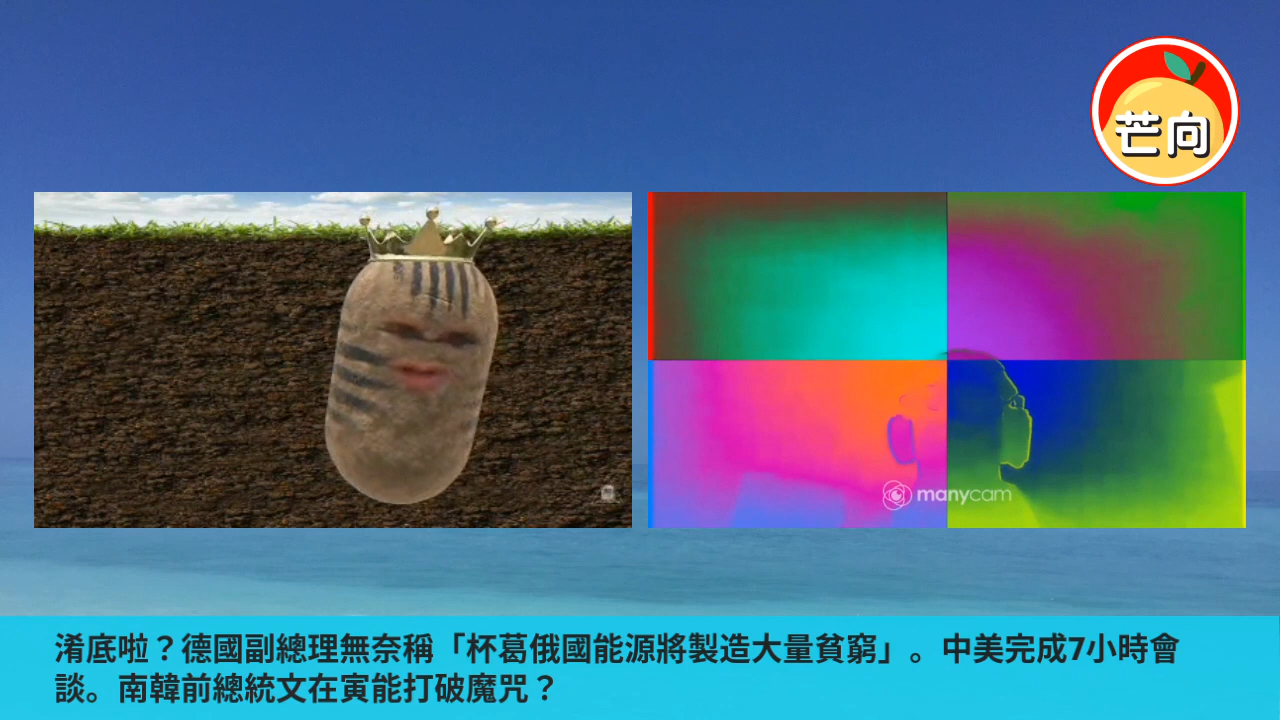 芒向
manycam
淆底啦？德國副總理無奈稱「杯葛俄國能源將製造大量貧窮」。中美完成7小時會
談。南韓前總統文在寅能打破魔咒？